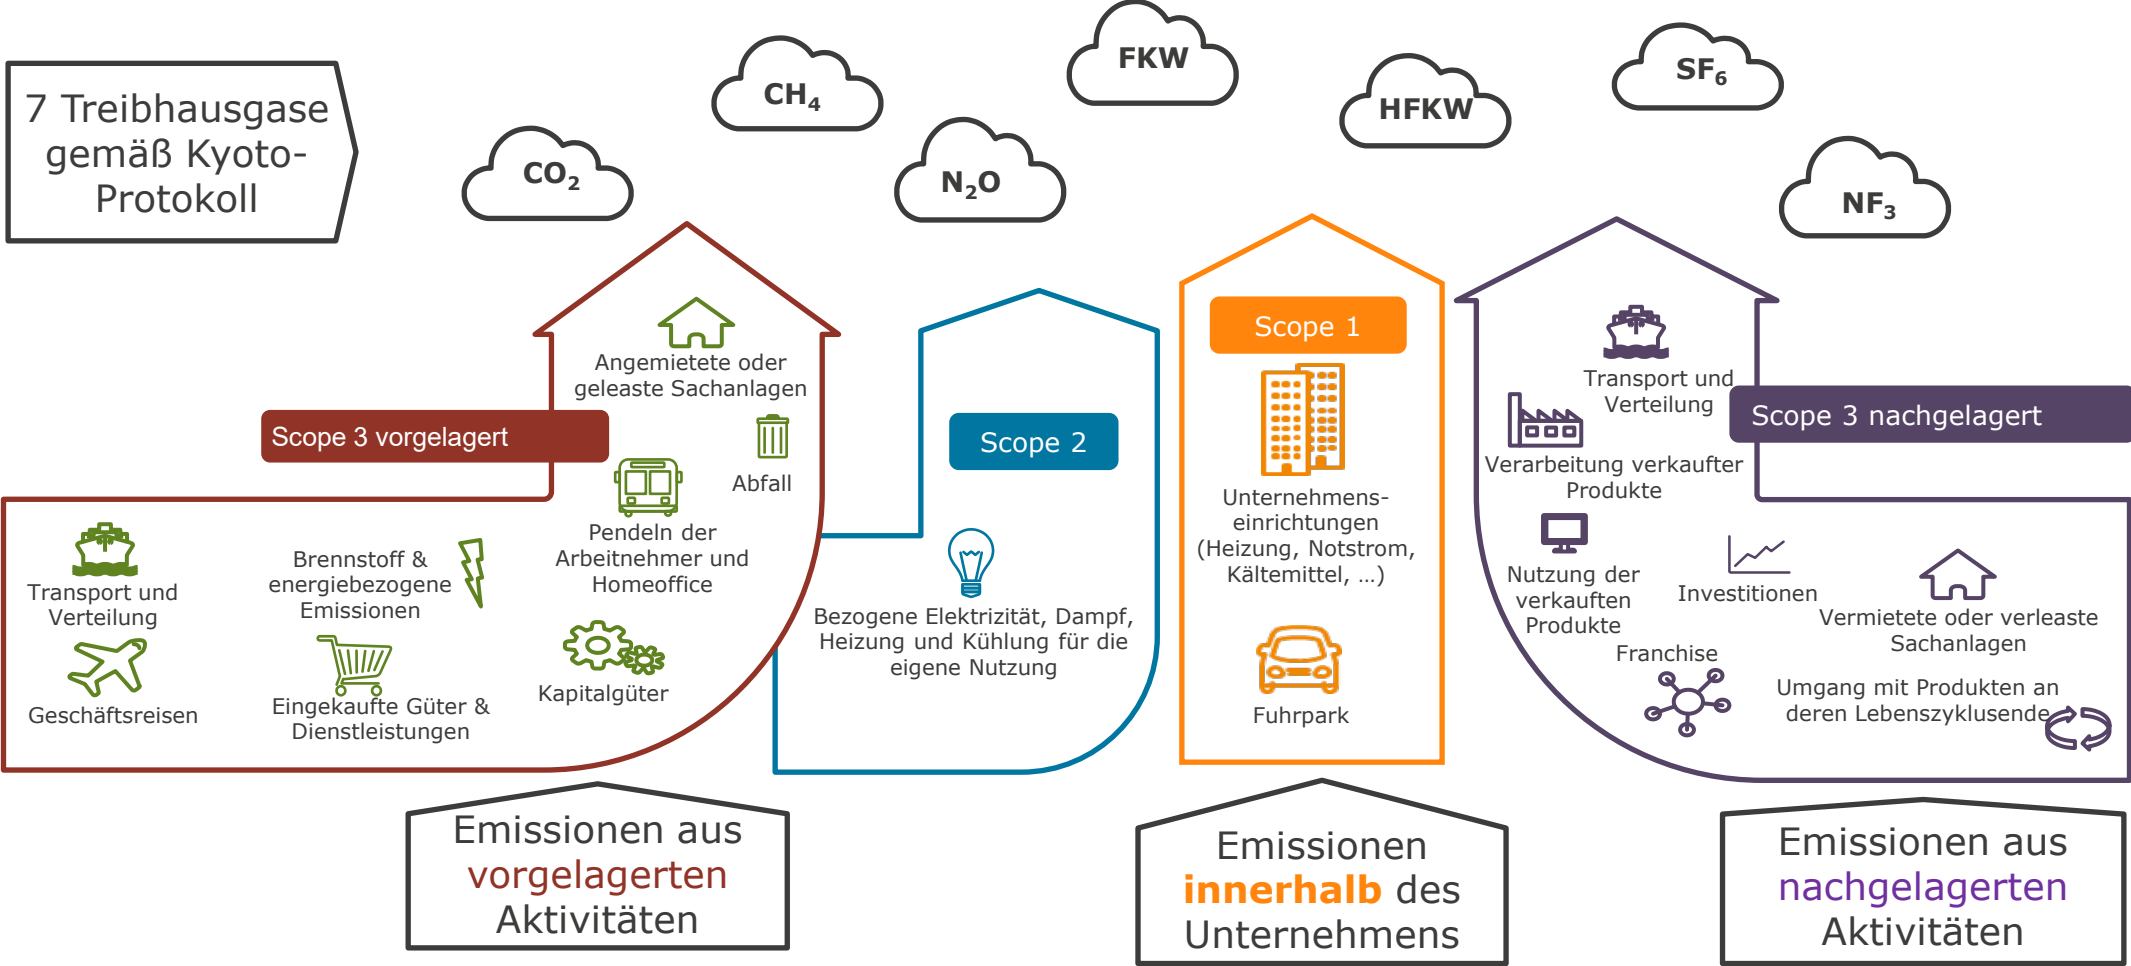 7 Treibhausgase
gemäß Kyoto-
Protokoll
CO₂
CH₄
N₂O
FKW
HFKW
SF₆
NF₃
Scope 3 vorgelagert
Angemietete oder
geleaste Sachanlagen
Abfall
Pendeln der
Arbeitnehmer und
Homeoffice
Transport und
Verteilung
Brennstoff &
energiebezogene
Emissionen
Geschäftsreisen
Eingekaufte Güter &
Dienstleistungen
Kapitalgüter
Scope 2
Bezogene Elektrizität, Dampf,
Heizung und Kühlung für die
eigene Nutzung
Scope 1
Unternehmens-
einrichtungen
(Heizung, Notstrom,
Kältemittel, …)
Fuhrpark
Scope 3 nachgelagert
Transport und
Verteilung
Verarbeitung verkaufter
Produkte
Nutzung der
verkauften
Produkte
Investitionen
Vermietete oder verleaste
Sachanlagen
Franchise
Umgang mit Produkten an
deren Lebenszyklusende
Emissionen aus
vorgelagerten
Aktivitäten
Emissionen
innerhalb des
Unternehmens
Emissionen aus
nachgelagerten
Aktivitäten